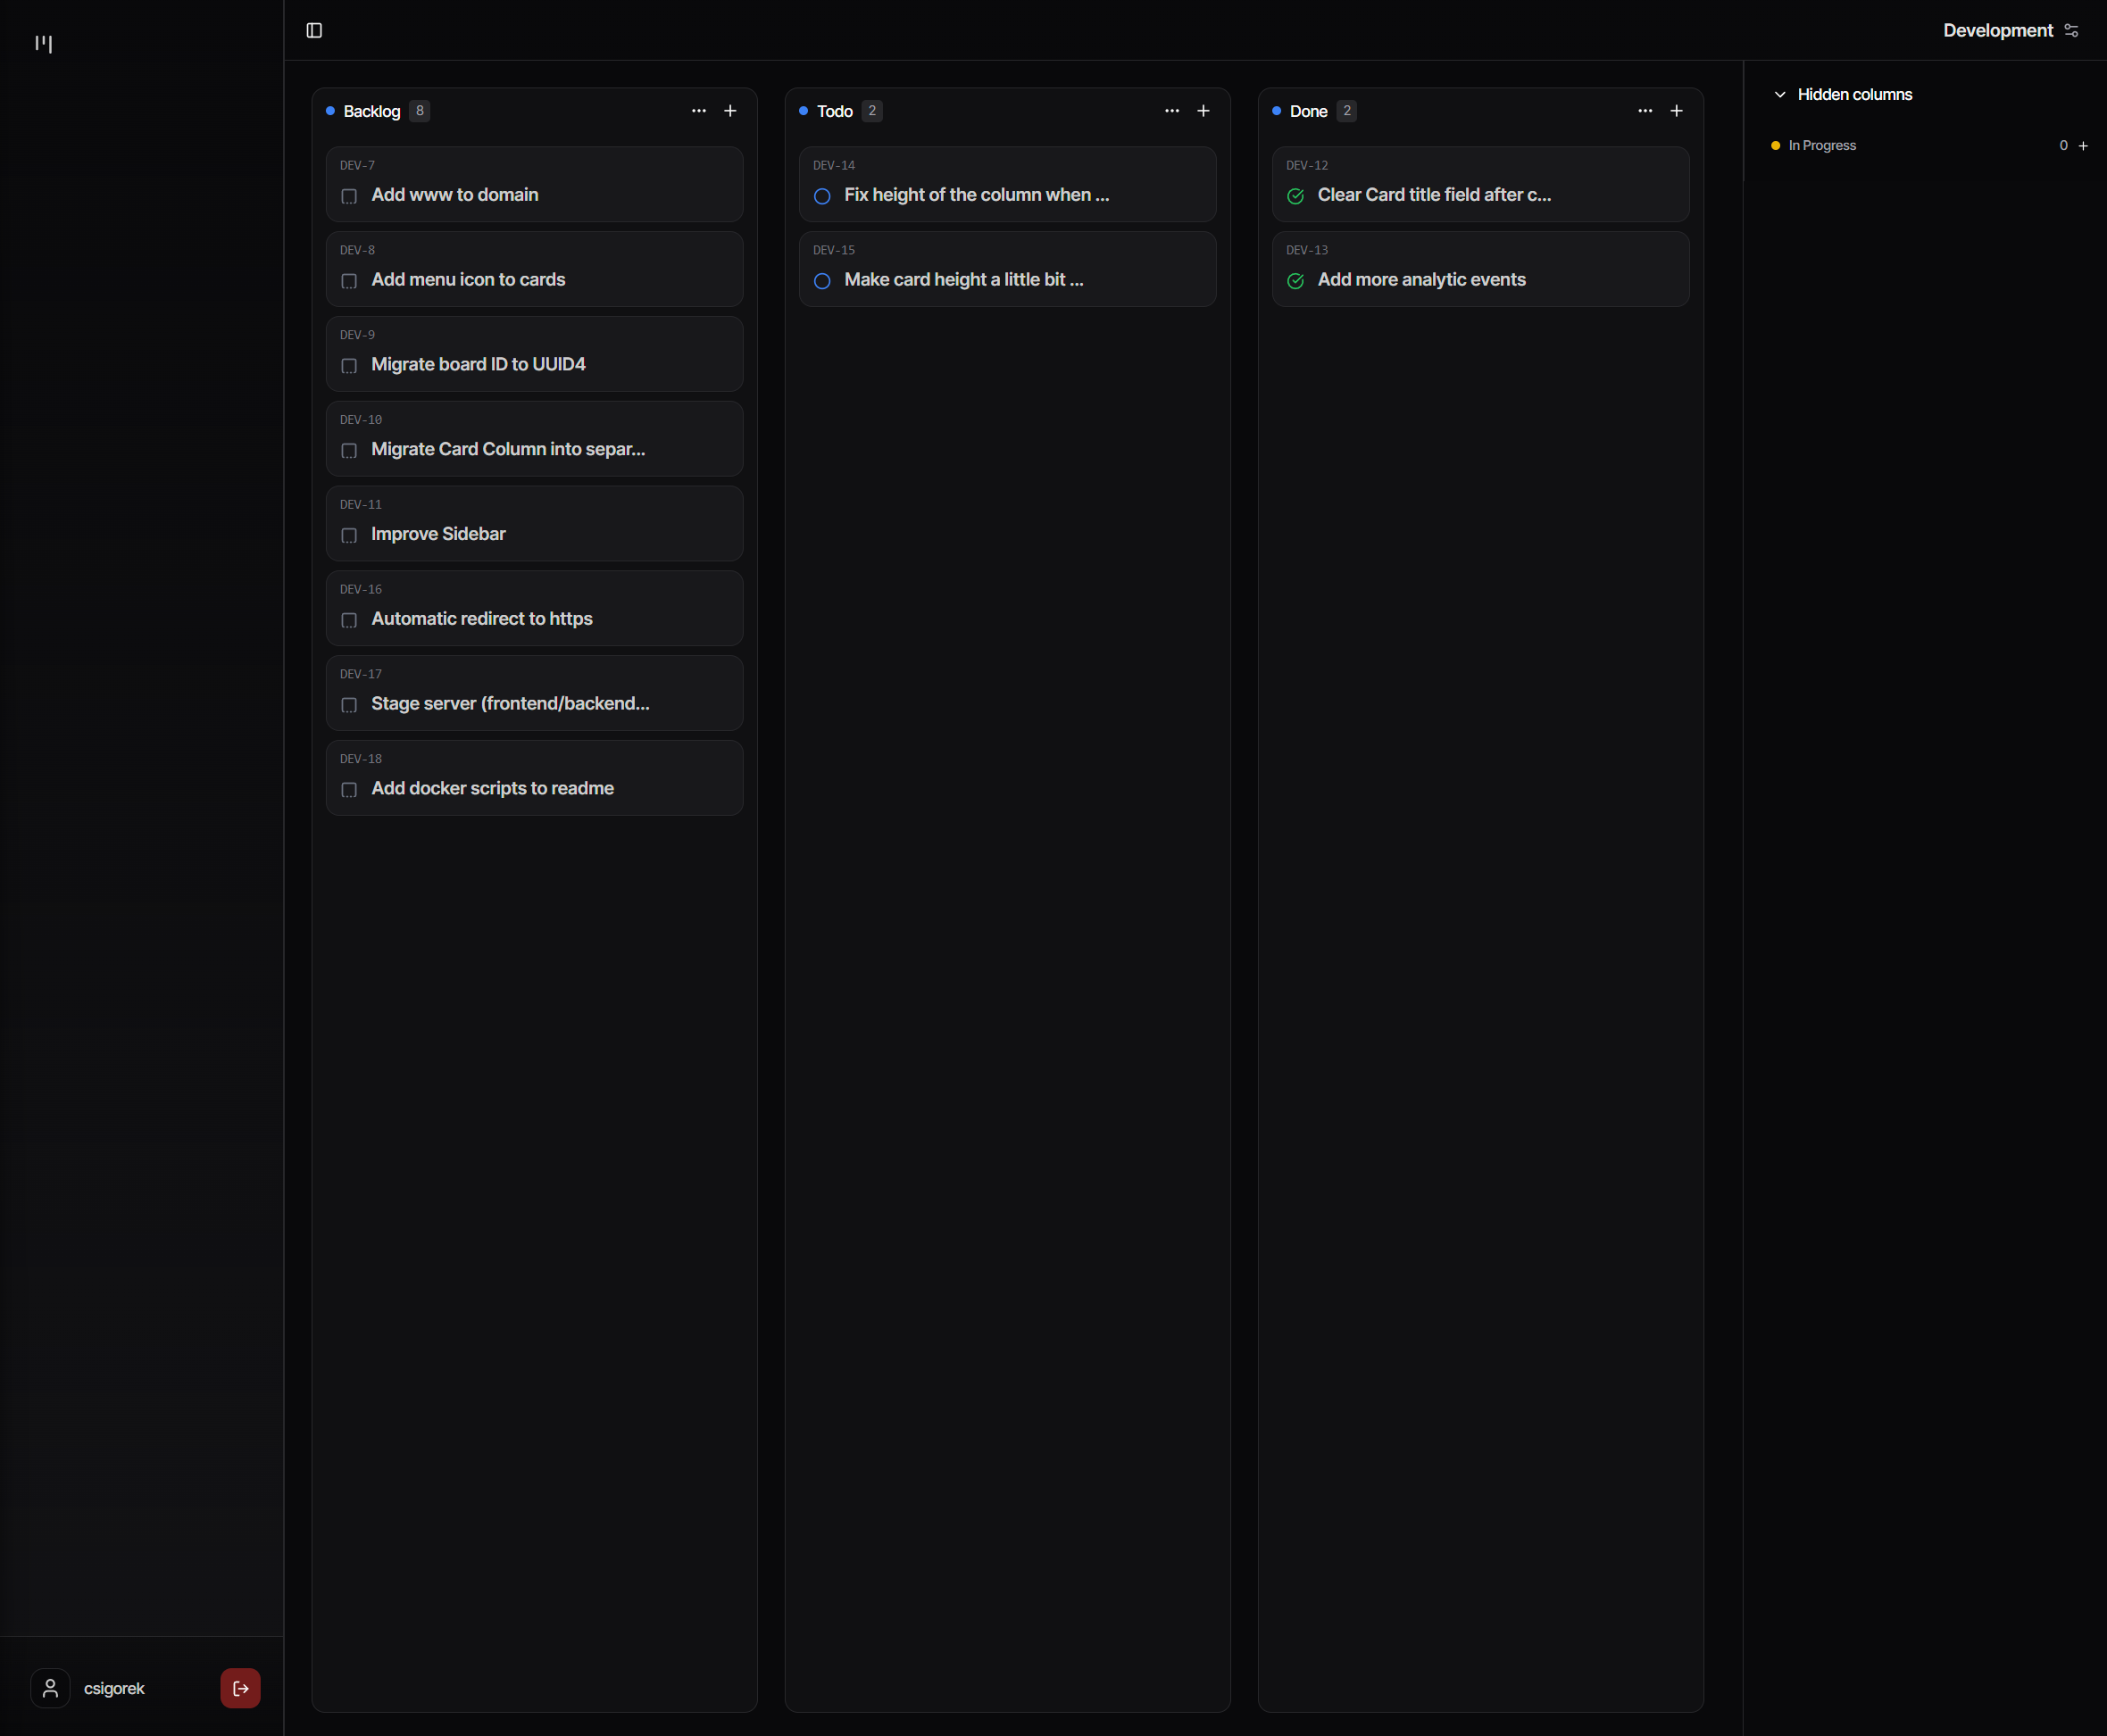 Development
Backlog 8
DEV-7
Add www to domain
DEV-8
Add menu icon to cards
DEV-9
Migrate board ID to UUID4
DEV-10
Migrate Card Column into separ...
DEV-11
Improve Sidebar
DEV-16
Automatic redirect to https
DEV-17
Stage server (frontend/backend...
DEV-18
Add docker scripts to readme
Todo 2
DEV-14
Fix height of the column when ...
DEV-15
Make card height a little bit ...
Done 2
DEV-12
Clear Card title field after c...
DEV-13
Add more analytic events
Hidden columns
In Progress 0
csigorek